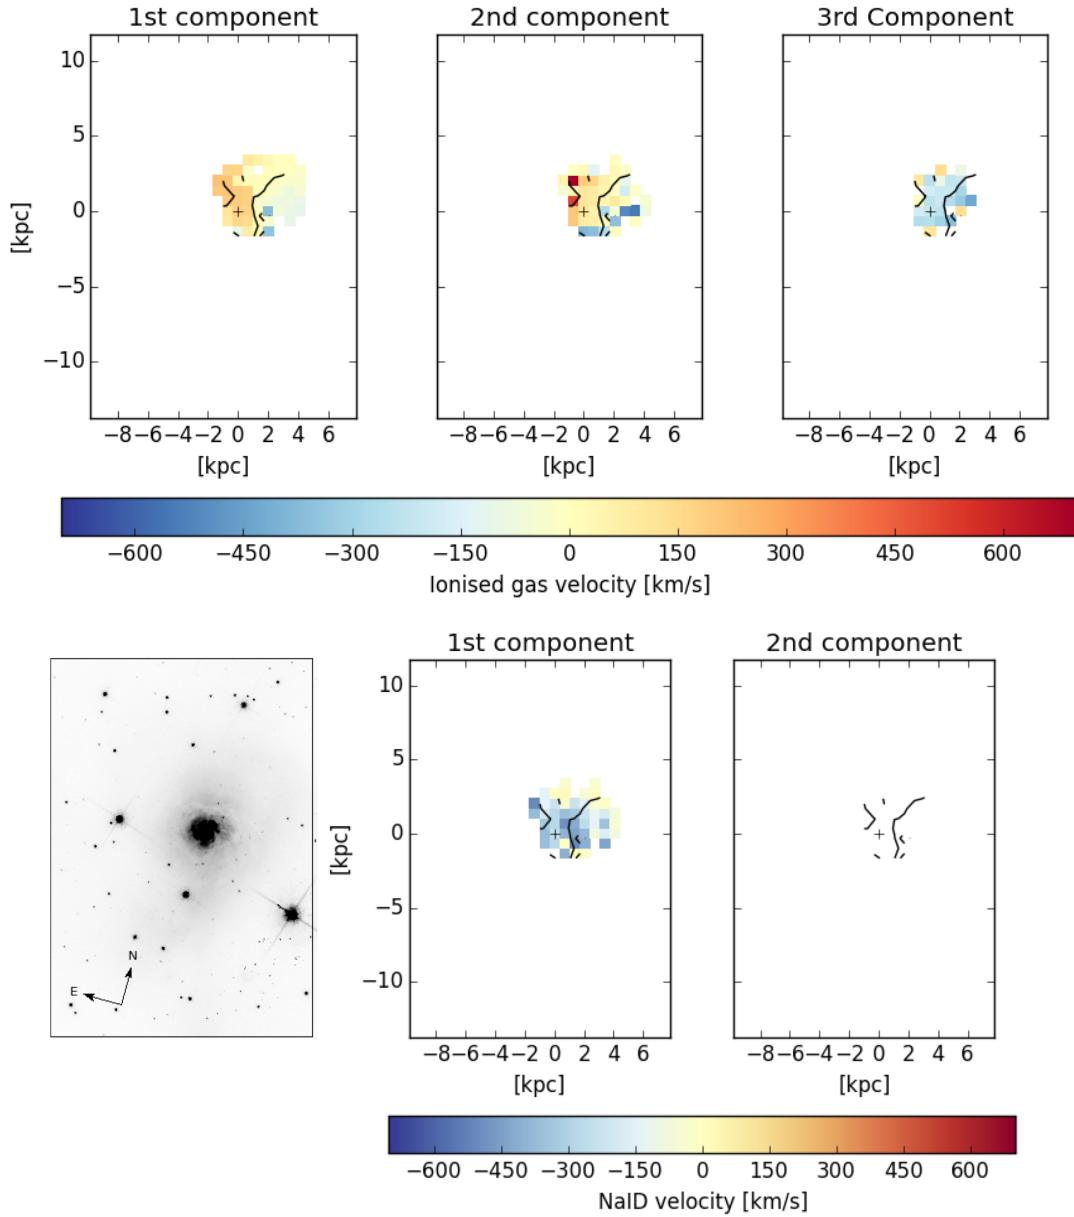 1st component 2nd component 3rd Component
10
5
0
−5
−10
[kpc]
−8 −6 −4 −2 0 2 4 6 −8 −6 −4 −2 0 2 4 6 −8 −6 −4 −2 0 2 4 6
[kpc] [kpc] [kpc]
−600 −450 −300 −150 0 150 300 450 600
Ionised gas velocity [km/s]
1st component 2nd component
10
5
0
−5
−10
[kpc]
N
E
−8 −6 −4 −2 0 2 4 6 −8 −6 −4 −2 0 2 4 6
[kpc] [kpc]
−600 −450 −300 −150 0 150 300 450 600
NaID velocity [km/s]